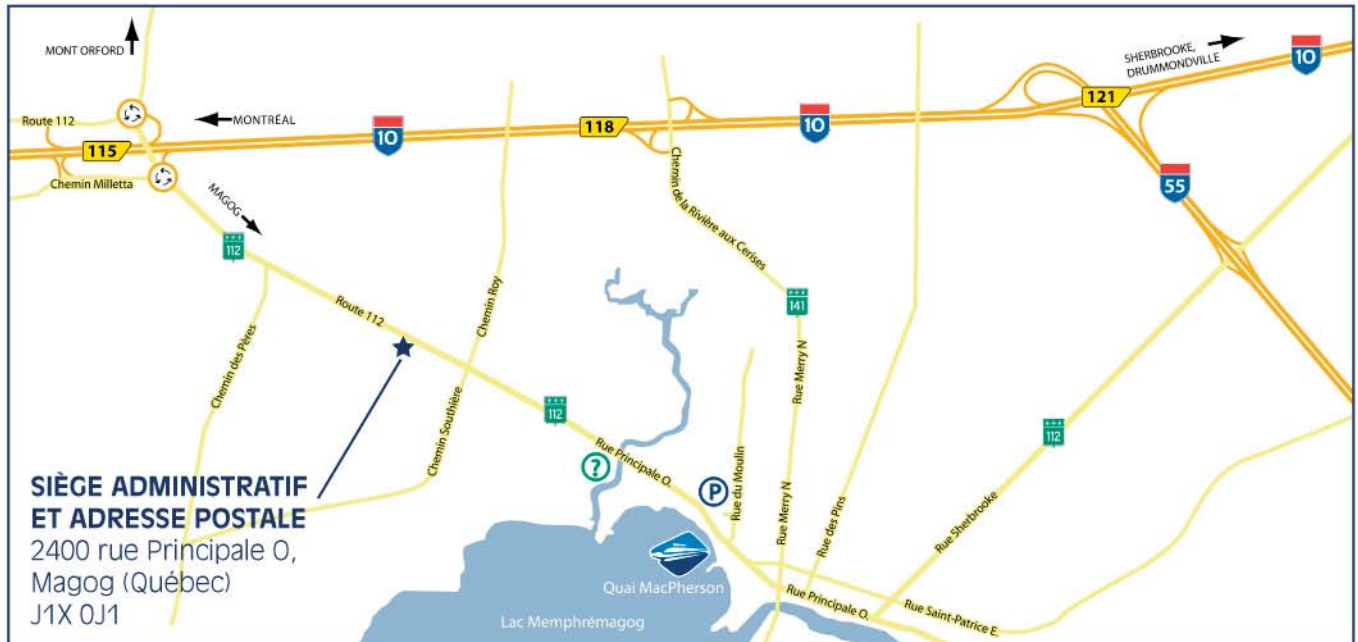 MONT ORFORD
SHERBROOKE,
DRUMMONDVILLE
10
Route 112
MONTRÉAL
10
118
10
121
115
Chemin Milletta
MAGOG
55
112
Chemin de la Rivière aux Cerises
141
Route 112
Chemin Roy
Chemin des Pères
Chemin Southière
Rue Merry N
112
112
Rue Principale O.
?
P
Rue du Moulin
Rue Merry N
Rue des Pins
Rue Sherbrooke
SIÈGE ADMINISTRATIF
ET ADRESSE POSTALE
2400 rue Principale O,
Magog (Québec)
J1X 0J1
Quai MacPherson
Lac Memphrémagog
Rue Principale O.
Rue Saint-Patrice E.